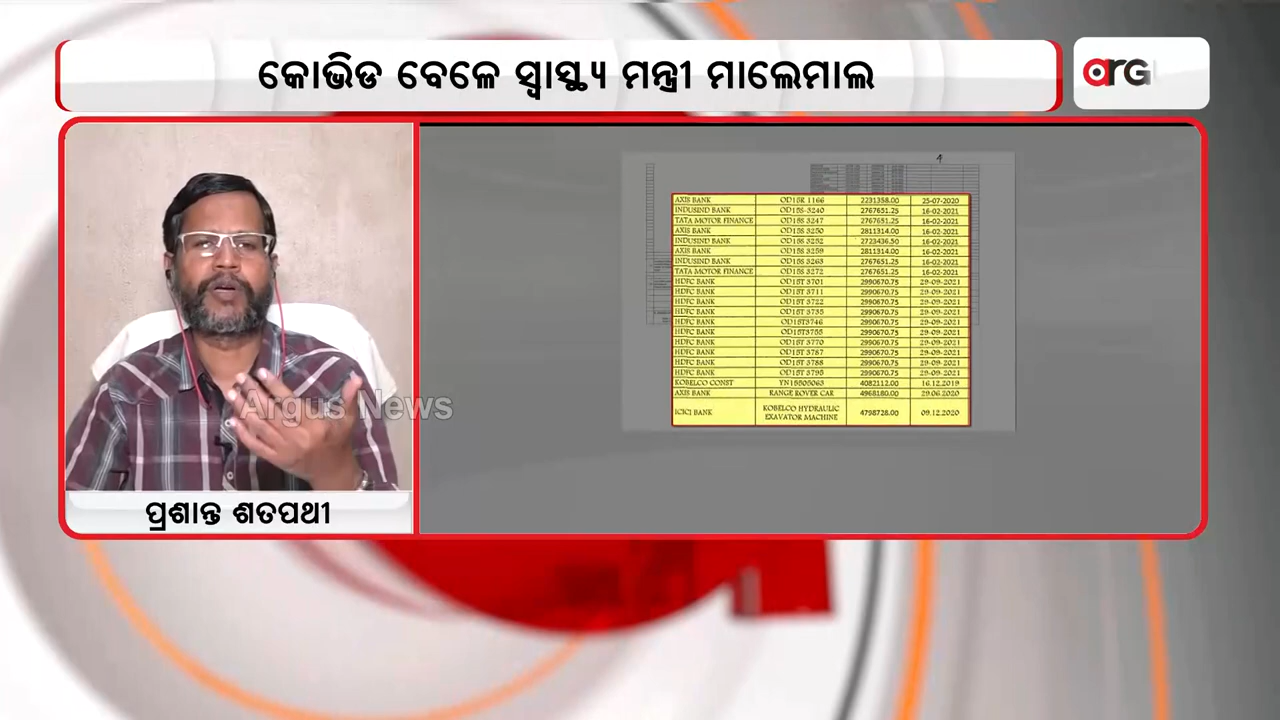 କୋଭିଡ ବେଳେ ସ୍ୱାସ୍ଥ୍ୟ ମନ୍ତ୍ରୀ ମାଲେମାଲ
arG
AXIS BANK OD15R 1166 2231358.00 25-07-2020
INDUSIND BANK OD15S-3240 2767651.25 16-02-2021
TATA MOTOR FINANCE OD15S 3247 2767651.25 16-02-2021
AXIS BANK OD15S 3250 2811314.00 16-02-2021
INDUSIND BANK OD15S 3252 2723436.50 16-02-2021
AXIS BANK OD15S 3259 2811314.00 16-02-2021
INDUSIND BANK OD15S 3263 2767651.25 16-02-2021
TATA MOTOR FINANCE OD15S 3272 2767651.25 16-02-2021
HDFC BANK OD15T 3701 2990670.75 29-09-2021
HDFC BANK OD15T 3711 2990670.75 29-09-2021
HDFC BANK OD15T 3722 2990670.75 29-09-2021
HDFC BANK OD15T 3735 2990670.75 29-09-2021
HDFC BANK OD15T3746 2990670.75 29-09-2021
HDFC BANK OD15T3755 2990670.75 29-09-2021
HDFC BANK OD15T 3770 2990670.75 29-09-2021
HDFC BANK OD15T 3787 2990670.75 29-09-2021
HDFC BANK OD15T 3788 2990670.75 29-09-2021
HDFC BANK OD15T 3795 2990670.75 29-09-2021
KOBELCO CONST YN15505063 4082112.00 16.12.2019
AXIS BANK RANGE ROVER CAR 4968180.00 29.06.2020
ICICI BANK KOBELCO HYDRAULIC EXAVATOR MACHINE 4798728.00 09.12.2020
Argus News
ପ୍ରଶାନ୍ତ ଶତପଥୀ